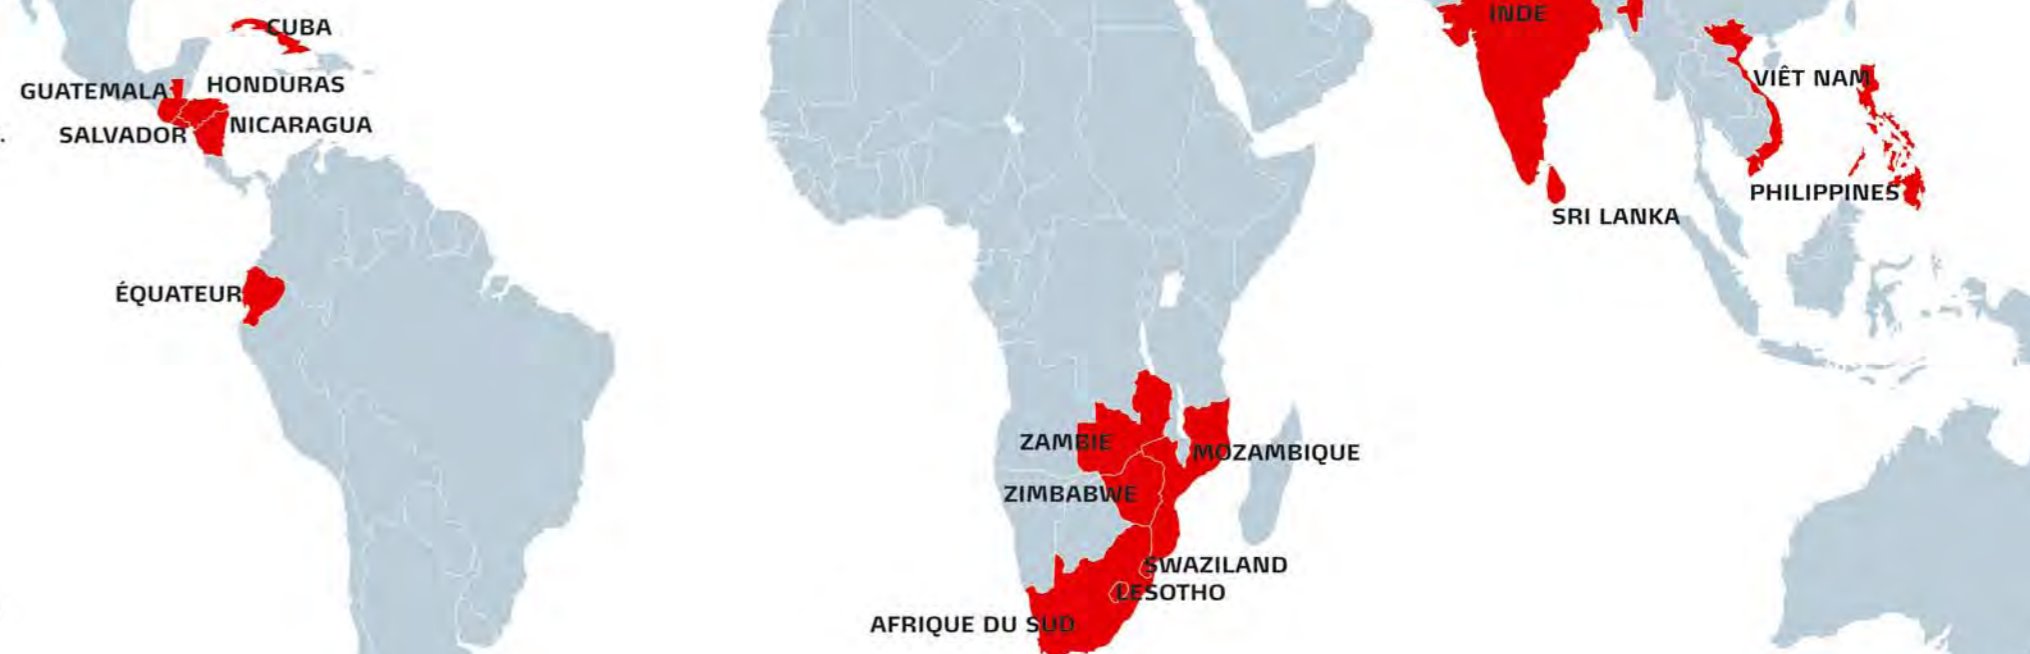 CUBA
GUATEMALA
HONDURAS
SALVADOR
NICARAGUA
ÉQUATEUR
ZAMBIE
MOZAMBIQUE
ZIMBABWE
SWAZILAND
LESOTHO
AFRIQUE DU SUD
INDE
VIÊT NAM
PHILIPPINES
SRI LANKA